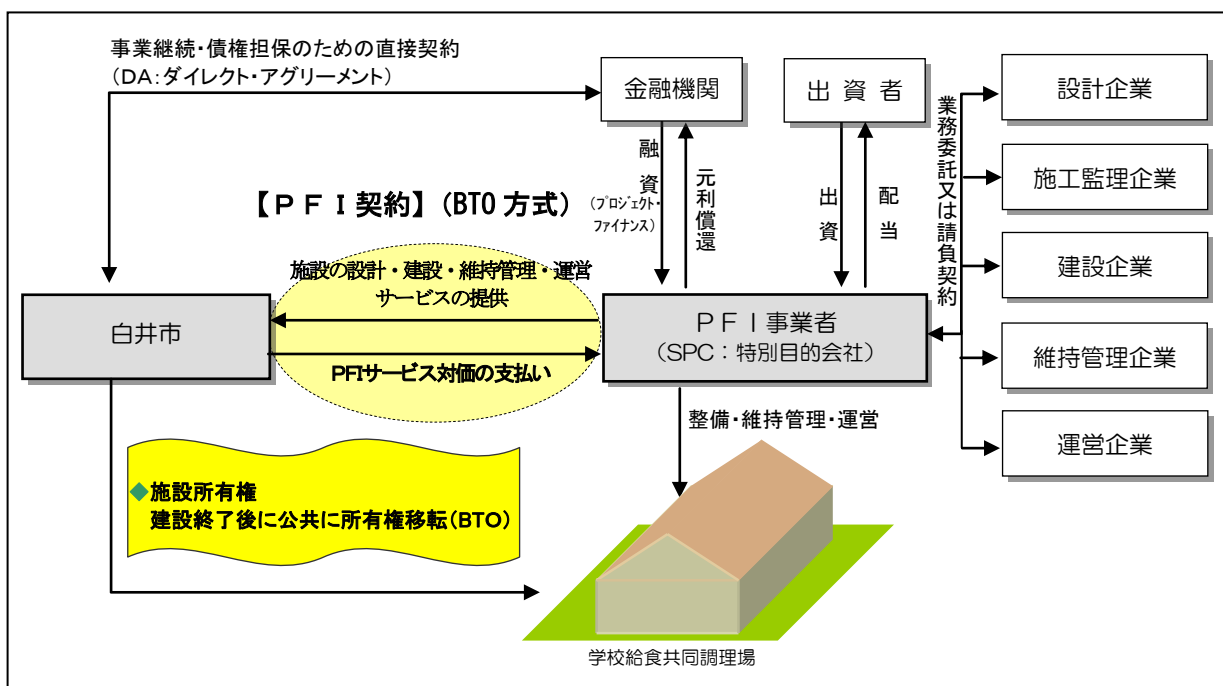 事業継続・債権担保のための直接契約
（DA：ダイレクト・アグリーメント）
金融機関
出資者
業務委託又は請負契約
設計企業
施工監理企業
建設企業
維持管理企業
運営企業
融資
(プロジェクト・
ファイナンス)
元利償還
出資
配当
【ＰＦＩ契約】（BTO方式）
施設の設計・建設・維持管理・運営
サービスの提供
白井市
PFIサービス対価の支払い
ＰＦＩ事業者
（SPC：特別目的会社）
整備・維持管理・運営
◆施設所有権
建設終了後に公共に所有権移転（BTO）
学校給食共同調理場